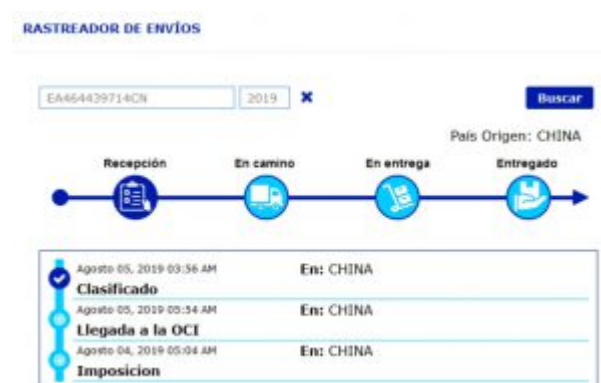 RASTREADOR DE ENVÍOS
EA464439714CN 2019 Buscar
País Origen: CHINA
Recepción En camino En entrega Entregado
Agosto 05, 2019 03:56 AM En: CHINA
Clasificado
Agosto 05, 2019 05:54 AM En: CHINA
Llegada a la OCI
Agosto 04, 2019 05:04 AM En: CHINA
Imposicion